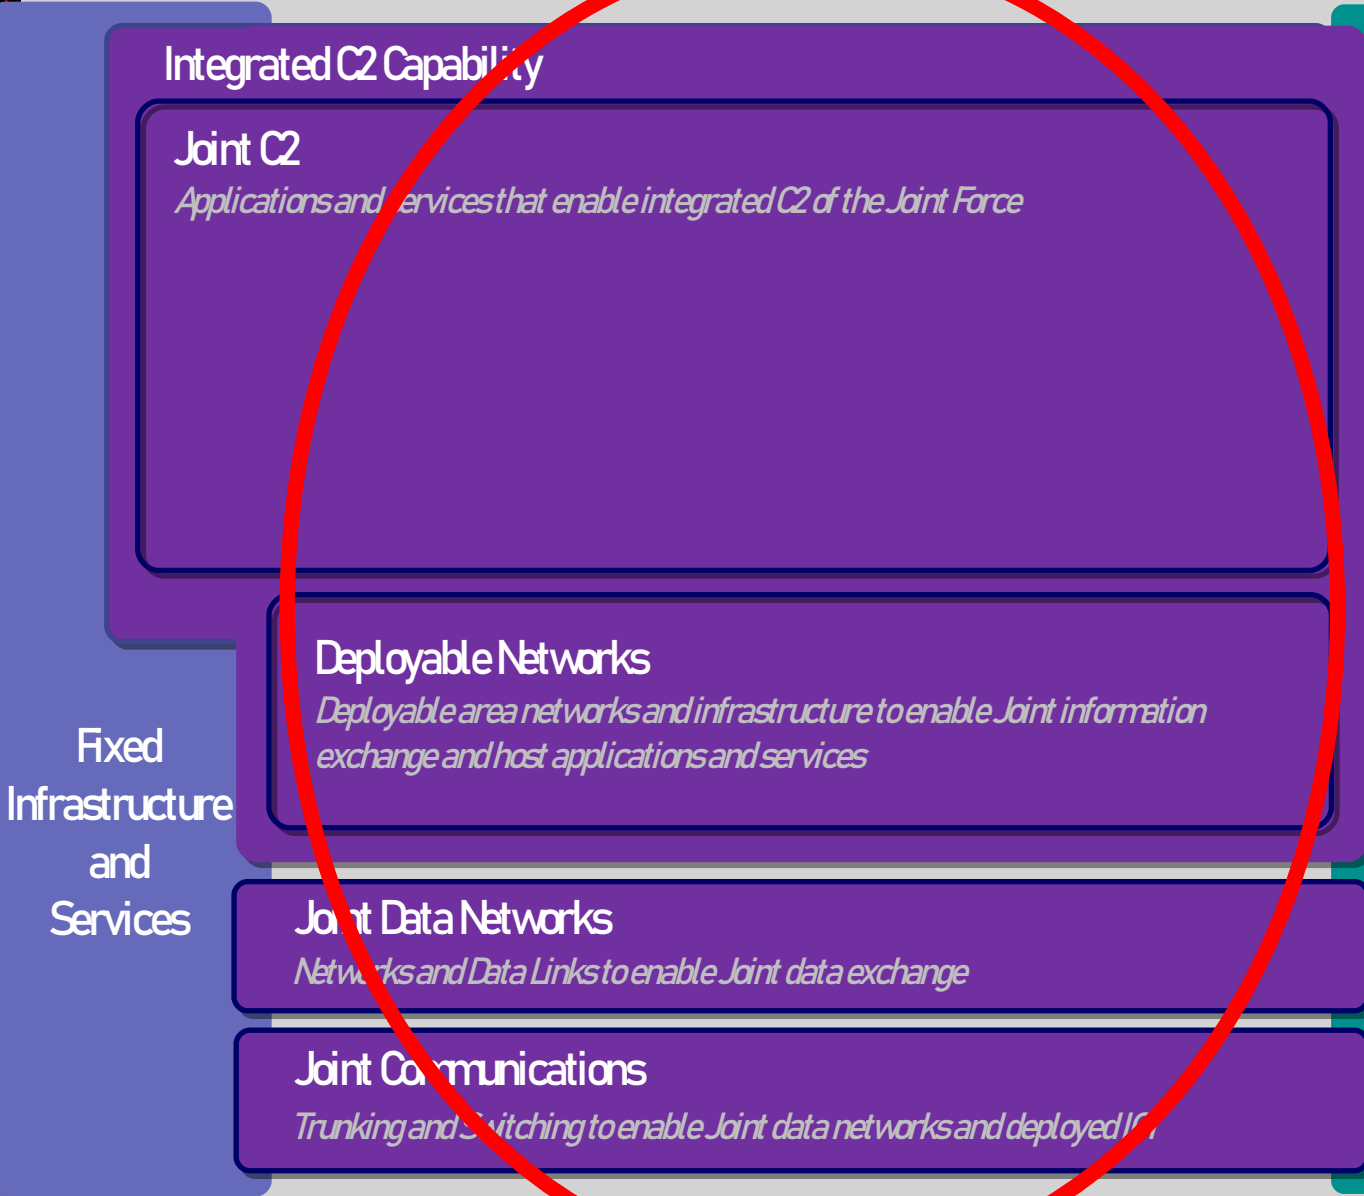 Integrated C2 Capability
Joint C2
Applications and services that enable integrated C2 of the Joint Force
Deployable Networks
Deployable area networks and infrastructure to enable Joint information
exchange and host applications and services
Fixed
Infrastructure
and
Services
Joint Data Networks
Networks and Data Links to enable Joint data exchange
Joint Communications
Trunking and Switching to enable Joint data networks and deployed